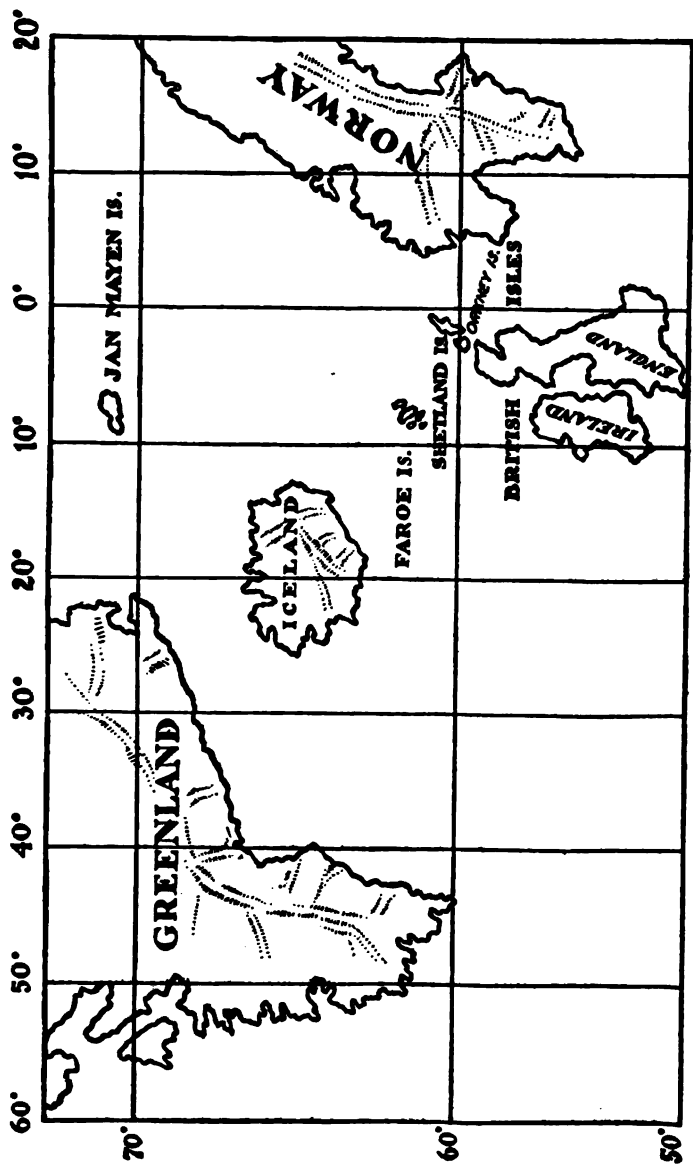 60°
50°
40°
30°
20°
10°
0°
10°
20°
70°
60°
50°
GREENLAND
ICELAND
JAN MAYEN IS.
FAROE IS.
SHETLAND IS.
ORKNEY IS.
NORWAY
BRITISH ISLES
IRELAND
ENGLAND